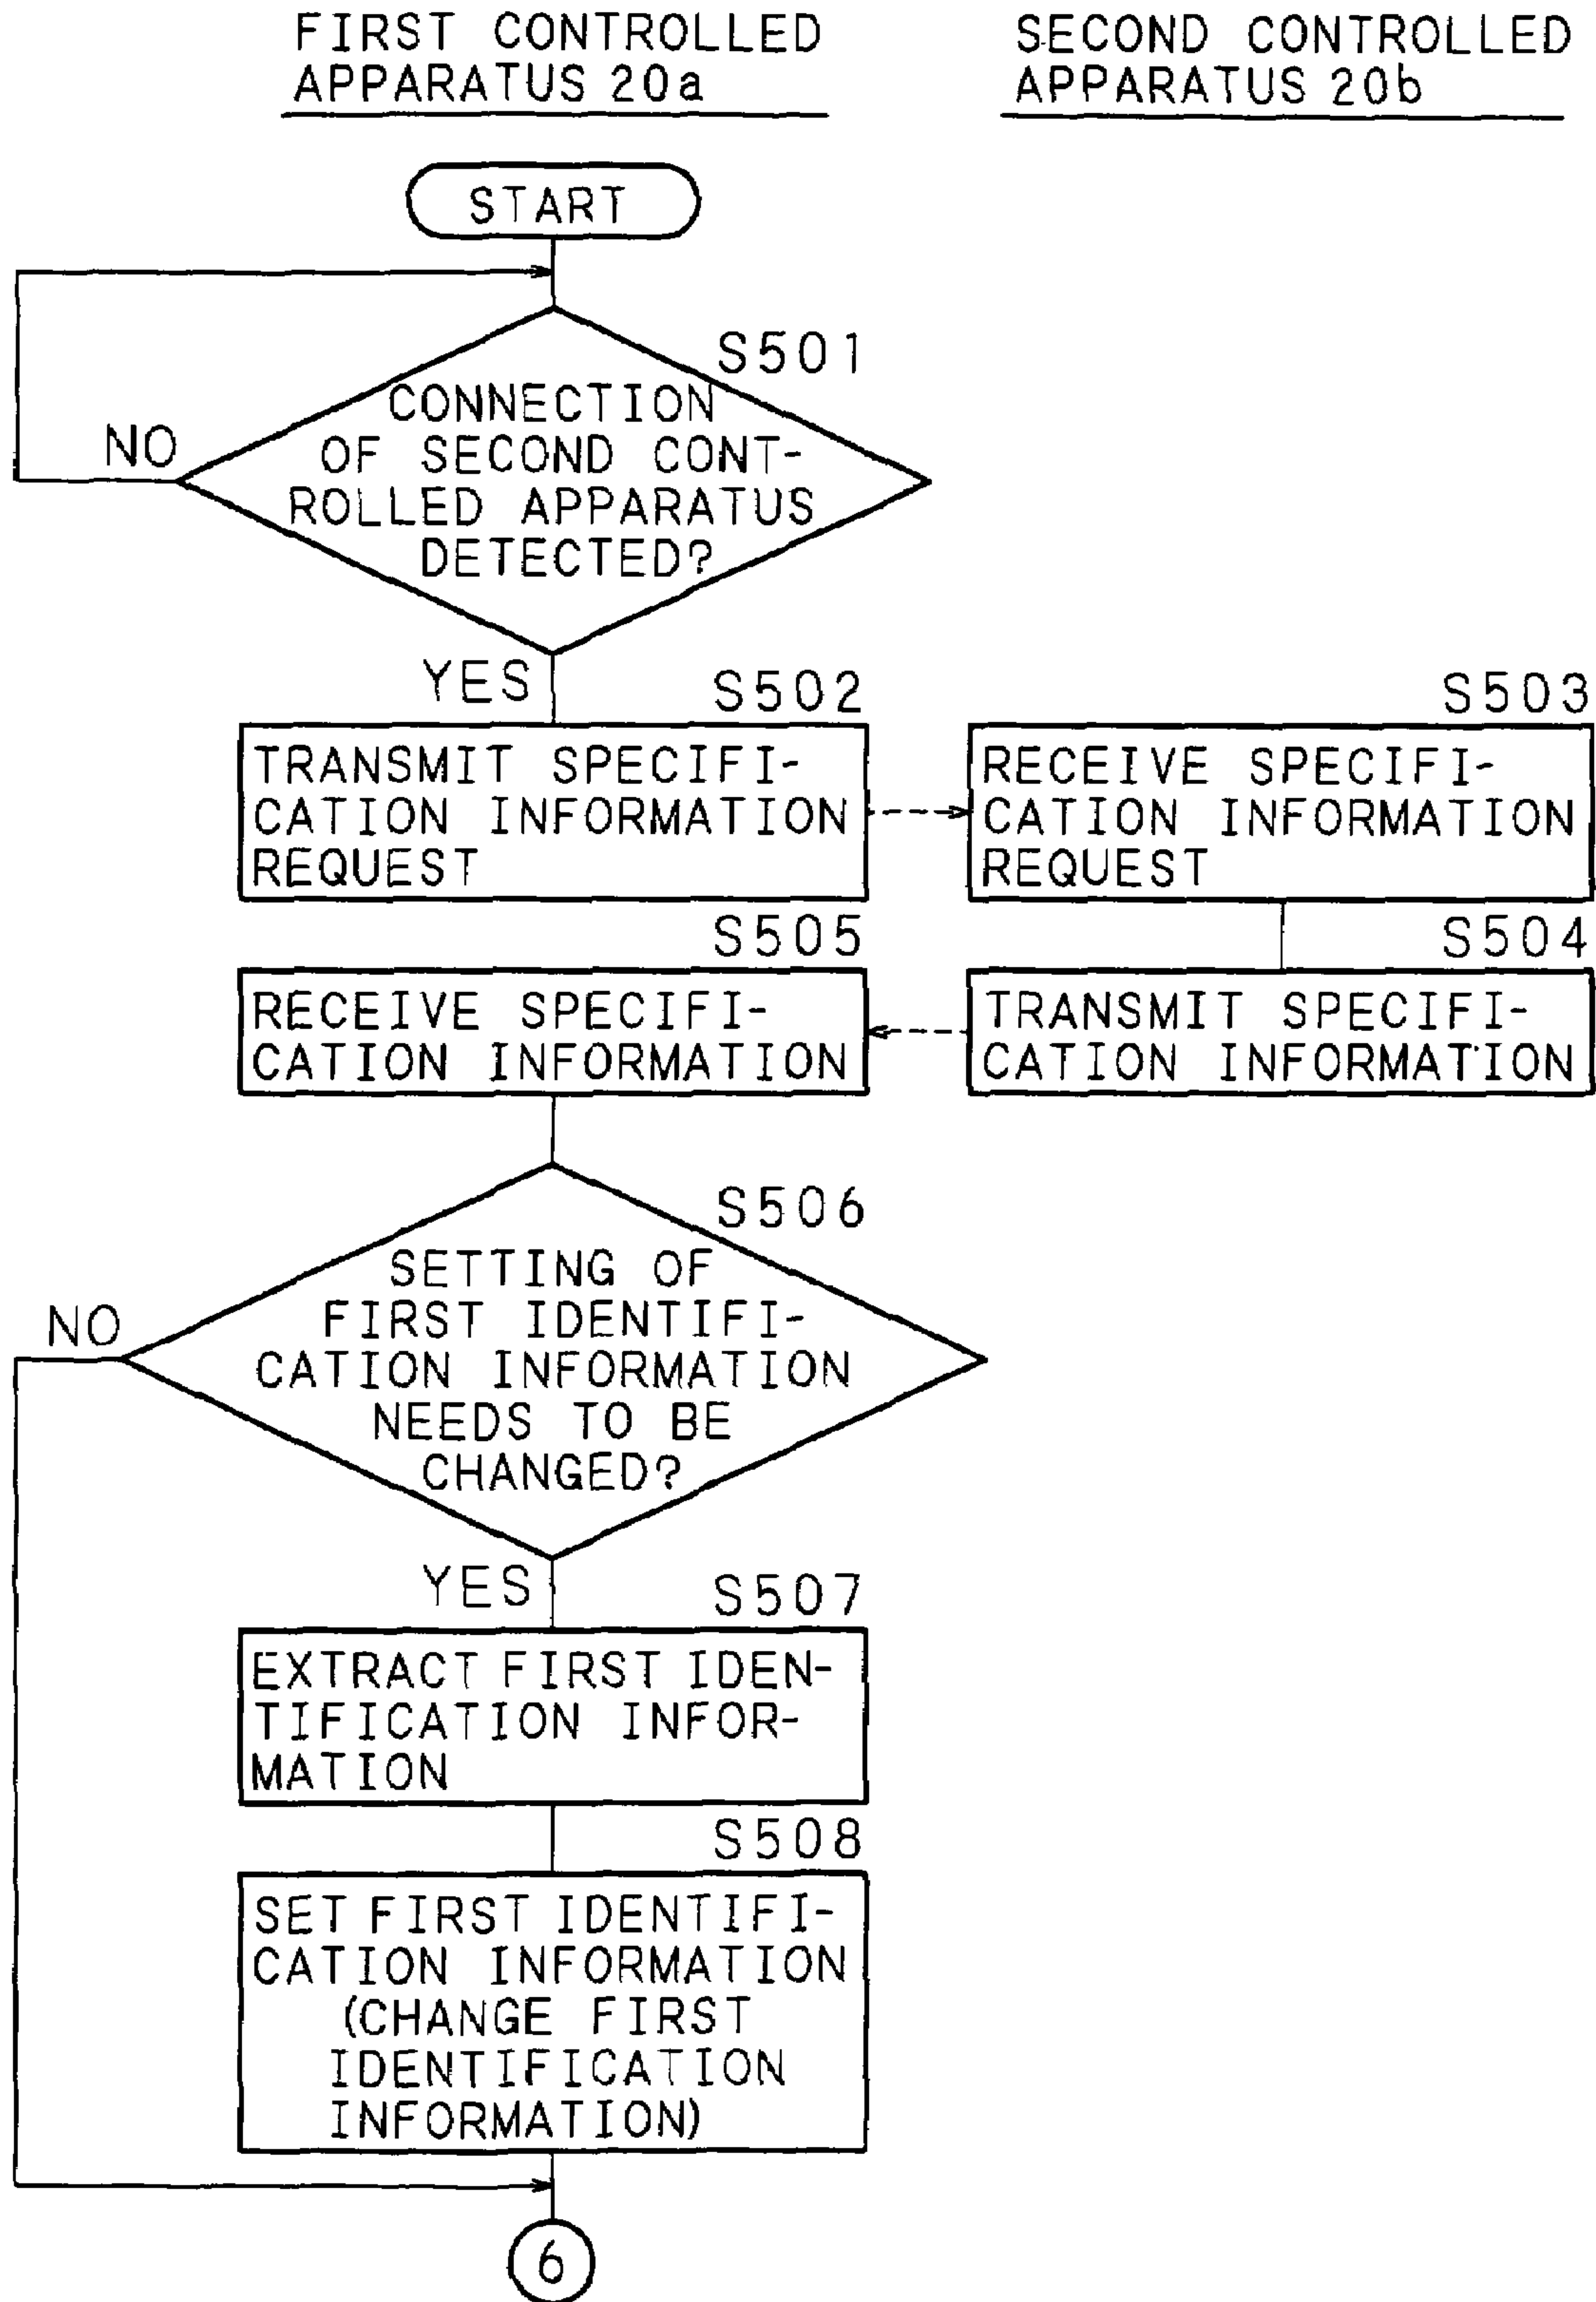 FIRST CONTROLLED
APPARATUS 20a
SECOND CONTROLLED
APPARATUS 20b
START
S501
CONNECTION
OF SECOND CONT-
ROLLED APPARATUS
DETECTED?
NO
YES
S502
TRANSMIT SPECIFI-
CATION INFORMATION
REQUEST
S503
RECEIVE SPECIFI-
CATION INFORMATION
REQUEST
S505
RECEIVE SPECIFI-
CATION INFORMATION
S504
TRANSMIT SPECIFI-
CATION INFORMATION
S506
SETTING OF
FIRST IDENTIFI-
CATION INFORMATION
NEEDS TO BE
CHANGED?
NO
YES
S507
EXTRACT FIRST IDEN-
TIFICATION INFOR-
MATION
S508
SET FIRST IDENTIFI-
CATION INFORMATION
(CHANGE FIRST
IDENTIFICATION
INFORMATION)
6